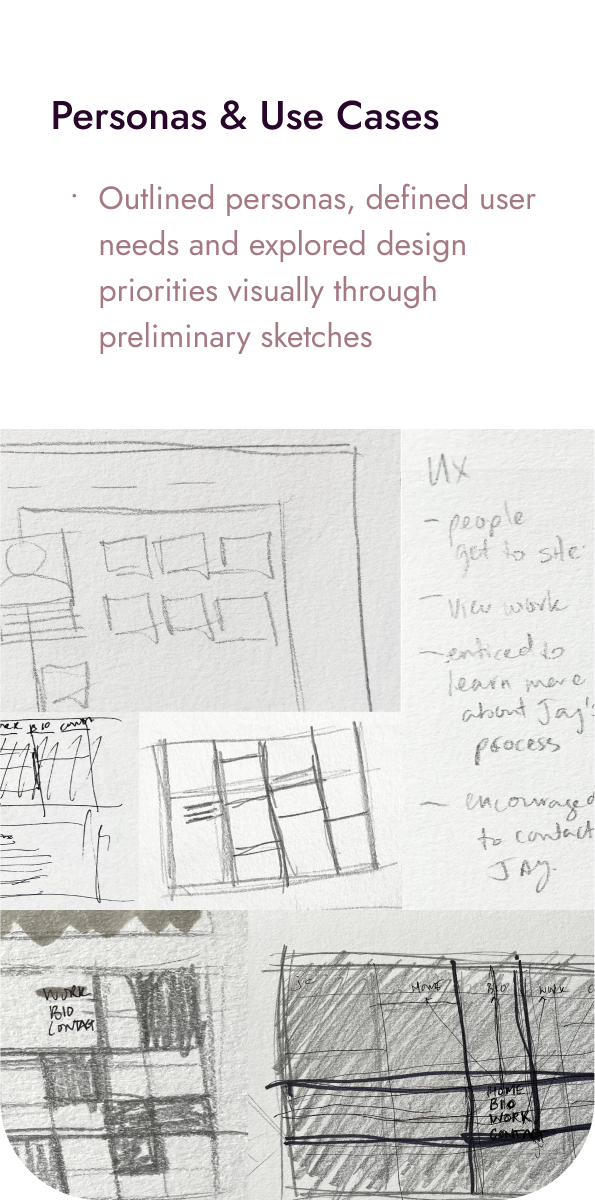 Personas & Use Cases
· Outlined personas, defined user
needs and explored design
priorities visually through
preliminary sketches
UX
- people
get to site
- View work
- enticed to
learn more
about Jay's
process
- encouraged
to contact
JAY.
BIO
WORK
BIO
CONTACT
HOME
BIO
WORK
HOME
BIO
WORK
CONTACT